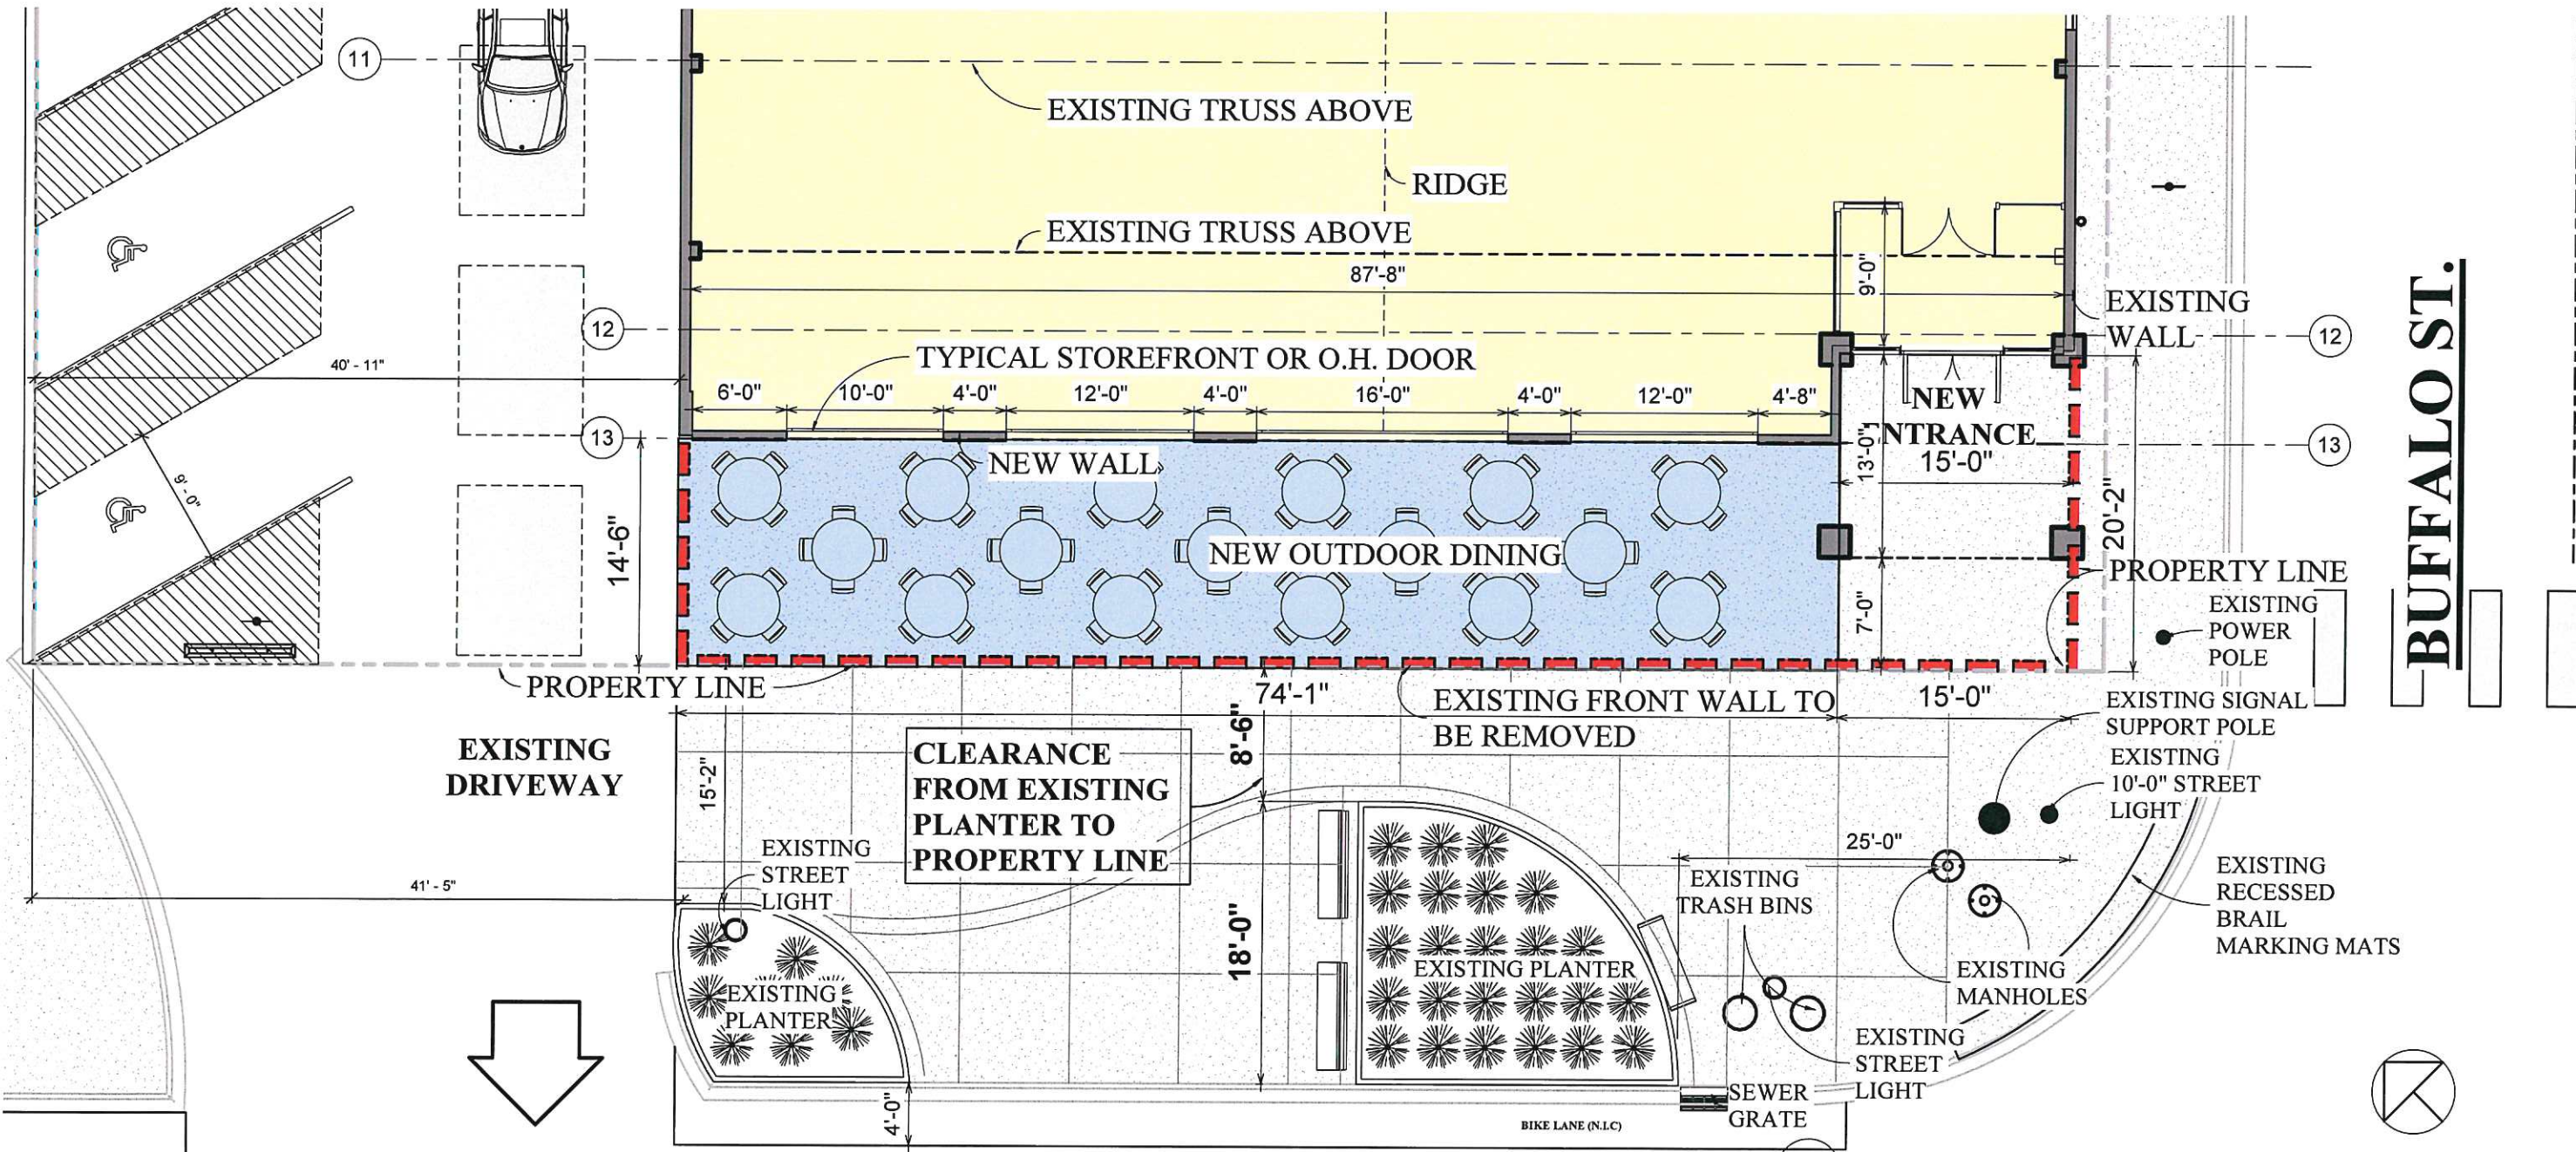 11
EXISTING TRUSS ABOVE
RIDGE
EXISTING TRUSS ABOVE
87'-8"
9'-0"
12
EXISTING
WALL
12
BUFFALO ST.
TYPICAL STOREFRONT OR O.H. DOOR
40' - 11"
6'-0"
10'-0"
4'-0"
12'-0"
4'-0"
16'-0"
4'-0"
12'-0"
4'-8"
NEW
ENTRANCE
15'-0"
13'-0"
13
13
NEW WALL
9' - 0"
14'-6"
NEW OUTDOOR DINING
20'-2"
7'-0"
PROPERTY LINE
EXISTING
POWER
POLE
PROPERTY LINE
74'-1"
EXISTING FRONT WALL TO
BE REMOVED
15'-0"
EXISTING SIGNAL
SUPPORT POLE
EXISTING
10'-0" STREET
LIGHT
EXISTING
DRIVEWAY
15'-2"
CLEARANCE
FROM EXISTING
PLANTER TO
PROPERTY LINE
8'-6"
25'-0"
EXISTING
STREET
LIGHT
41' - 5"
EXISTING
TRASH BINS
EXISTING
RECESSED
BRAIL
MARKING MATS
18'-0"
EXISTING PLANTER
EXISTING
PLANTER
EXISTING
MANHOLES
EXISTING
STREET
LIGHT
SEWER
GRATE
4'-0"
BIKE LANE (N.I.C)